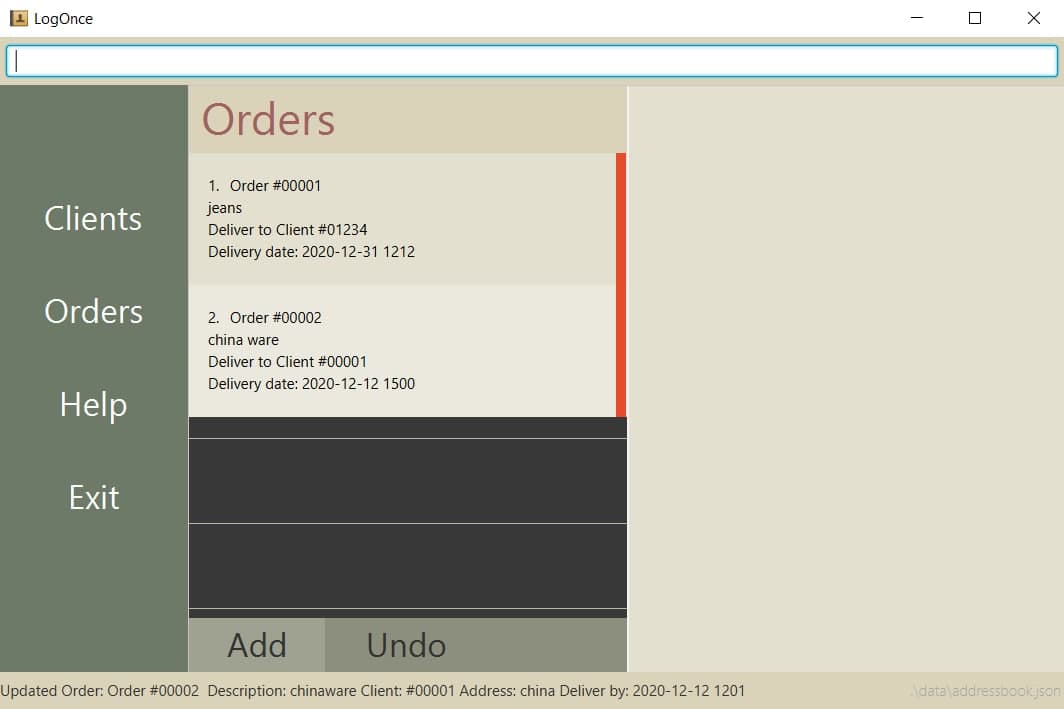 LogOnce
Clients
Orders
Help
Exit
Orders
1. Order #00001
jeans
Deliver to Client #01234
Delivery date: 2020-12-31 1212
2. Order #00002
china ware
Deliver to Client #00001
Delivery date: 2020-12-12 1500
Add Undo
Updated Order: Order #00002 Description: chinaware Client: #00001 Address: china Deliver by: 2020-12-12 1201
.\data\addressbook.json